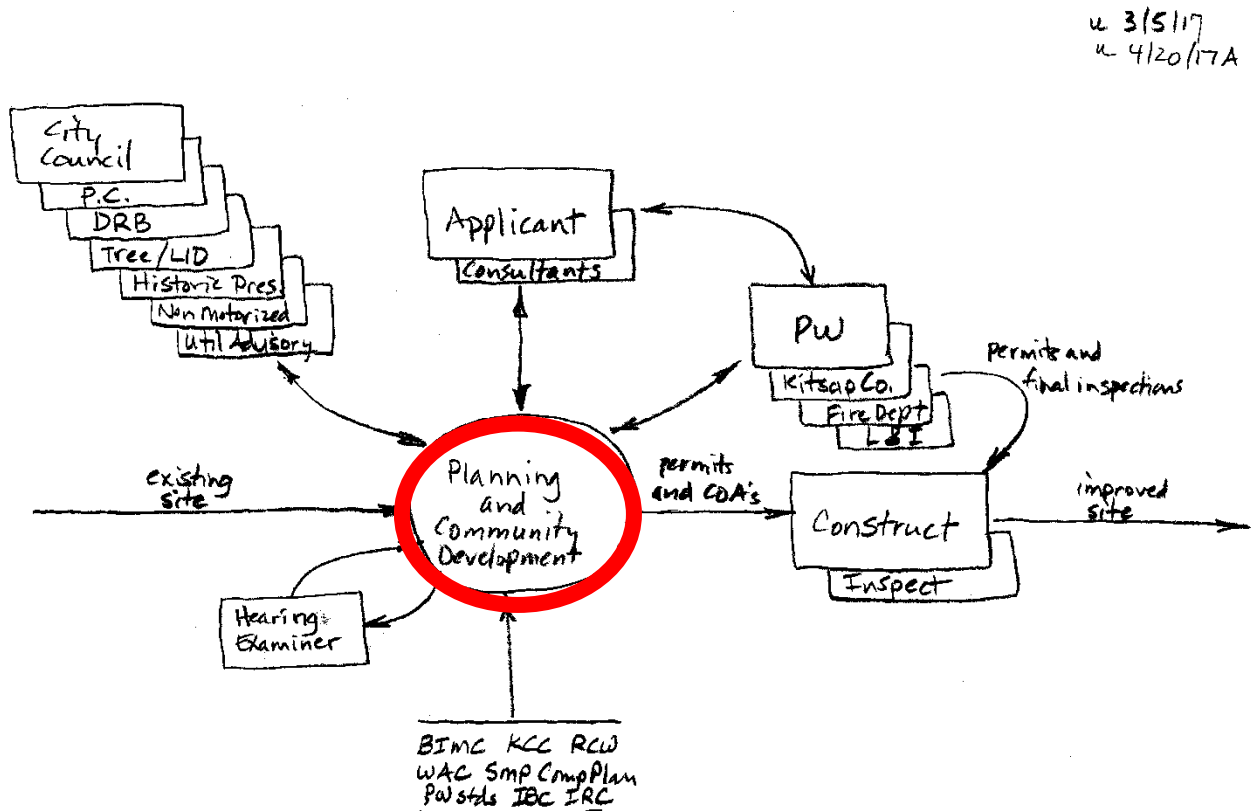 u 3/5/17
u 4/20/17A
City
Council
P.C.
DRB
Tree/LID
Historic Pres.
Non Motorized
Util Advisory
Applicant
Consultants
PW
Kitsap Co.
Fire Dept
L & I
permits and
final inspections
existing
site
Planning
and
Community
Development
permits
and COA's
Construct
Inspect
improved
site
Hearing
Examiner
BIMC KCC RCW
WAC Smp Comp Plan
PW stds IBC IRC